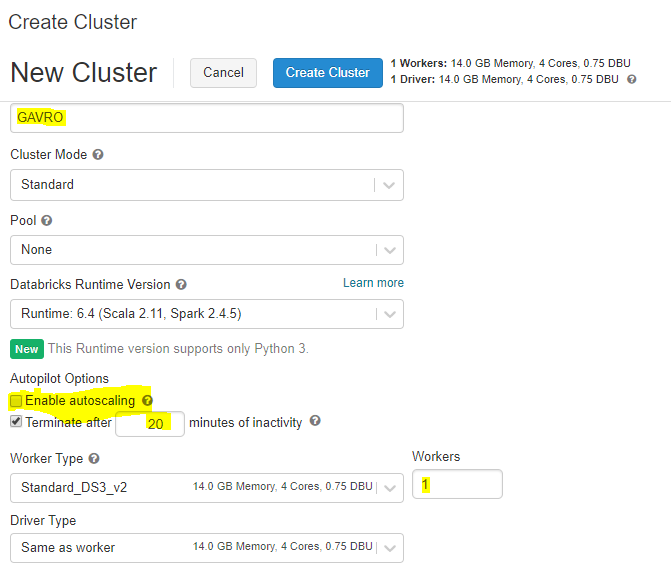 Create Cluster
New Cluster
Cancel
Create Cluster
1 Workers: 14.0 GB Memory, 4 Cores, 0.75 DBU
1 Driver: 14.0 GB Memory, 4 Cores, 0.75 DBU ?
GAVRO
Cluster Mode ?
Standard
Pool ?
None
Databricks Runtime Version ? Learn more
Runtime: 6.4 (Scala 2.11, Spark 2.4.5)
New This Runtime version supports only Python 3.
Autopilot Options
Enable autoscaling ?
Terminate after 20 minutes of inactivity ?
Worker Type ? Workers
Standard_DS3_v2 14.0 GB Memory, 4 Cores, 0.75 DBU 1
Driver Type
Same as worker 14.0 GB Memory, 4 Cores, 0.75 DBU